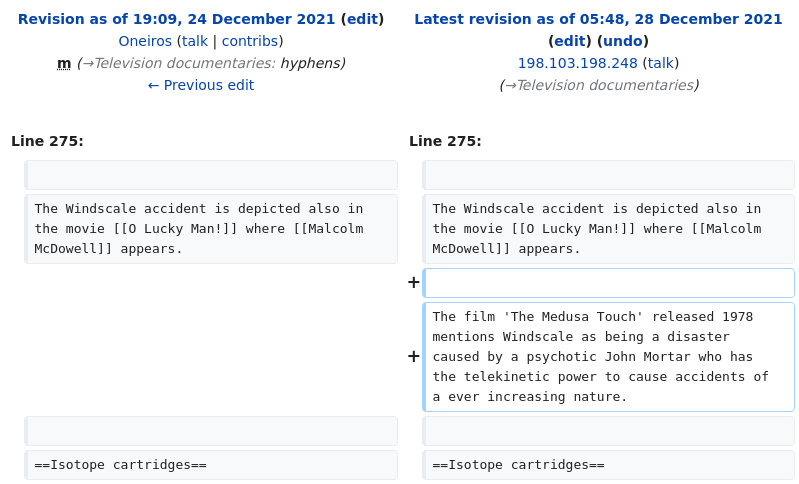 Revision as of 19:09, 24 December 2021 (edit)
Oneiros (talk | contribs)
m (→Television documentaries: hyphens)
← Previous edit
Latest revision as of 05:48, 28 December 2021
(edit) (undo)
198.103.198.248 (talk)
(→Television documentaries)
Line 275:
Line 275:
The Windscale accident is depicted also in
the movie [[O Lucky Man!]] where [[Malcolm
McDowell]] appears.
The Windscale accident is depicted also in
the movie [[O Lucky Man!]] where [[Malcolm
McDowell]] appears.
+
+
The film 'The Medusa Touch' released 1978
mentions Windscale as being a disaster
caused by a psychotic John Mortar who has
the telekinetic power to cause accidents of
a ever increasing nature.
==Isotope cartridges==
==Isotope cartridges==